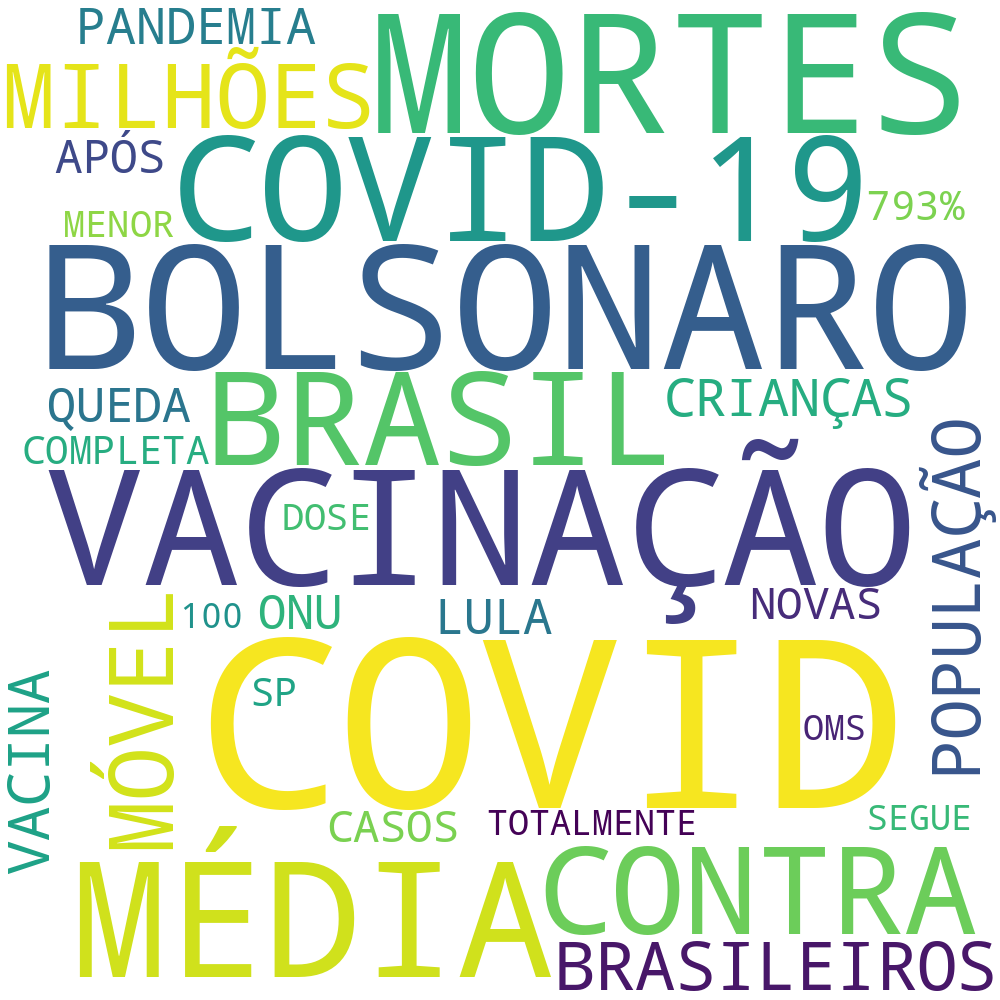 PANDEMIA
MORTES
MILHÕES
APÓS
COVID-19
MENOR
793%
BOLSONARO
BRASIL
CRIANÇAS
QUEDA
COMPLETA
VACINAÇÃO
DOSE
POPULAÇÃO
100
ONU
LULA
NOVAS
MÓVEL
COVID
SP
OMS
VACINA
CASOS
TOTALMENTE
SEGUE
MÉDIA
CONTRA
BRASILEIROS